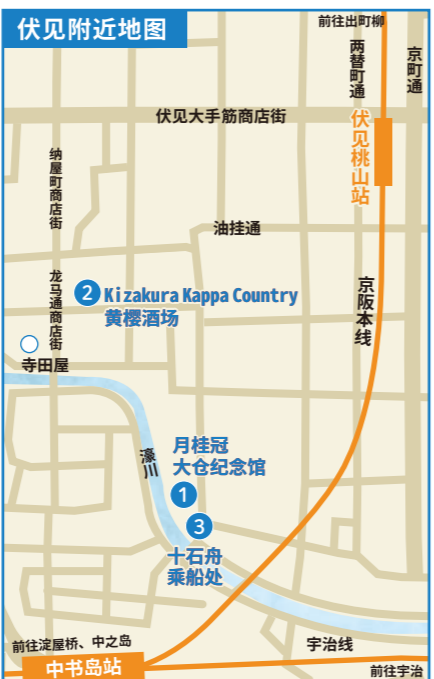 伏见附近地图
前往出町柳
两替町通
京町通
伏见大手筋商店街
伏见桃山站
纳屋町商店街
油挂通
龙马通商店街
2
Kizakura Kappa Country
黄樱酒场
京阪本线
寺田屋
濠川
月桂冠
大仓纪念馆
1
3
十石舟
乘船处
前往淀屋桥、中之岛
宇治线
中书岛站
前往宇治